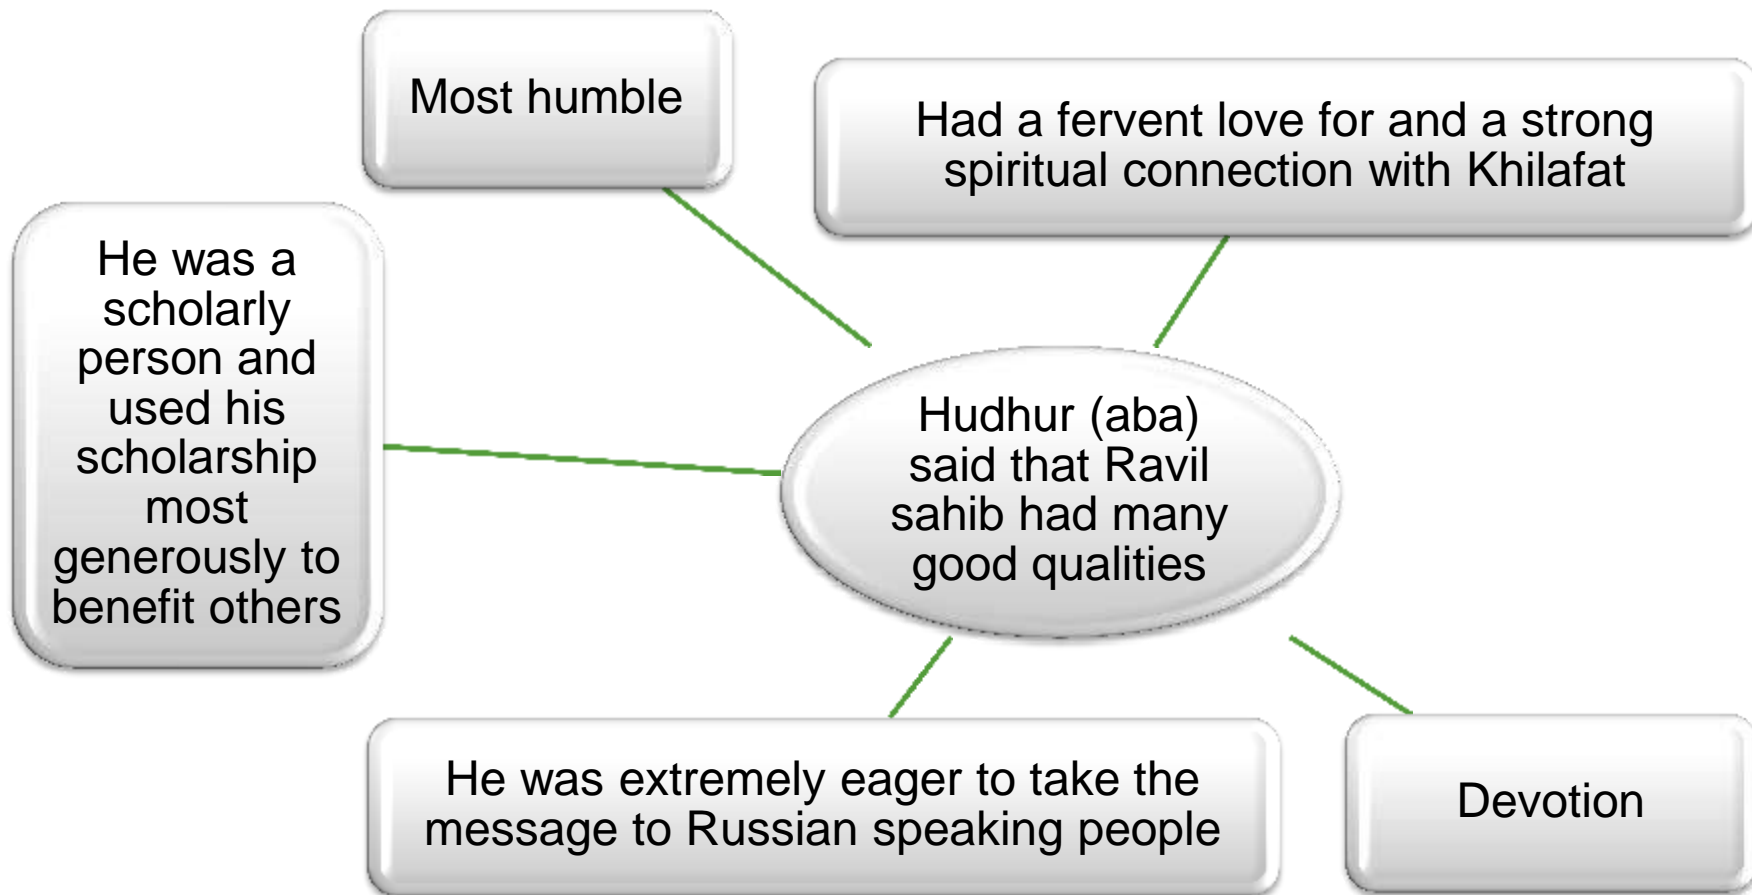 Most humble
Had a fervent love for and a strong
spiritual connection with Khilafat
He was a
scholarly
person and
used his
scholarship
most
generously to
benefit others
Hudhur (aba)
said that Ravil
sahib had many
good qualities
He was extremely eager to take the
message to Russian speaking people
Devotion